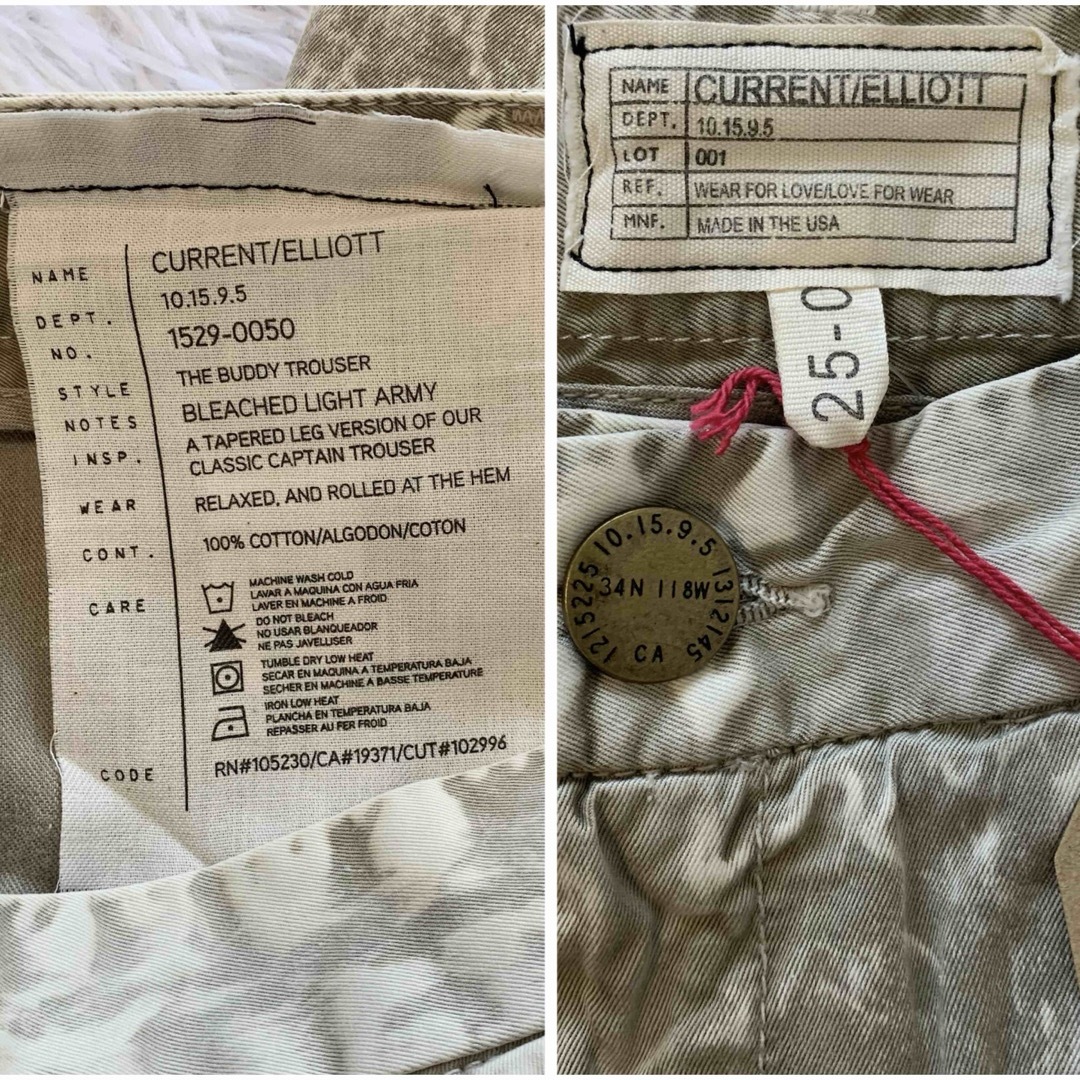 NAME CURRENT/ELLIOTT
DEPT. 10.15.9.5
NO. 1529-0050
STYLE THE BUDDY TROUSER
NOTES BLEACHED LIGHT ARMY
INSP. A TAPERED LEG VERSION OF OUR
CLASSIC CAPTAIN TROUSER
WEAR RELAXED, AND ROLLED AT THE HEM
CONT. 100% COTTON/ALGODON/COTON
CARE
MACHINE WASH COLD
LAVAR A MAQUINA CON AGUA FRIA
LAVER EN MACHINE A FROID
DO NOT BLEACH
NO USAR BLANQUEADOR
NE PAS JAVELLISER
TUMBLE DRY LOW HEAT
SECAR EN MAQUINA A TEMPERATURA BAJA
SECHER EN MACHINE A BASSE TEMPERATURE
IRON LOW HEAT
PLANCHA EN TEMPERATURA BAJA
REPASSER AU FER FROID
CODE RN#105230/CA#19371/CUT#102996
NAME CURRENT/ELLIOTT
DEPT. 10.15.9.5
LOT 001
REF. WEAR FOR LOVE/LOVE FOR WEAR
MNF. MADE IN THE USA
25-0
10.15.9.5 1312145 1215225
34N 118W
CA